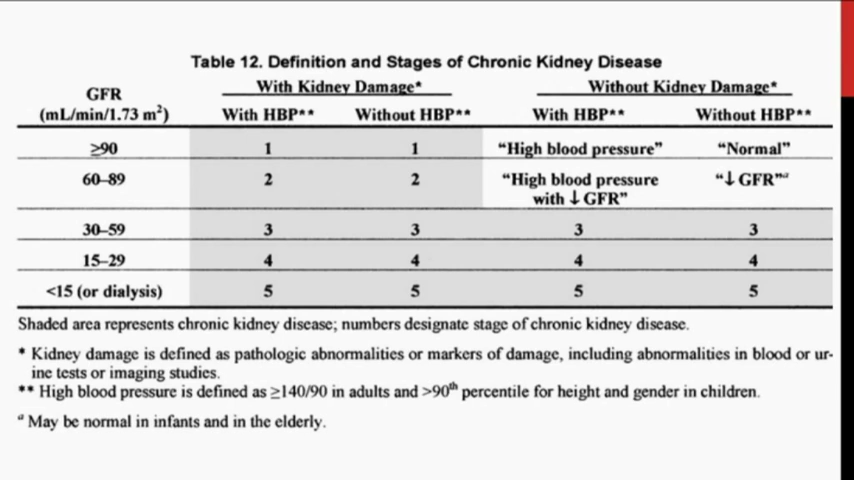 Table 12. Definition and Stages of Chronic Kidney Disease
With Kidney Damage* Without Kidney Damage*
GFR
(mL/min/1.73 m²) With HBP** Without HBP** With HBP** Without HBP**
≥90 1 1 “High blood pressure” “Normal”
60–89 2 2 “High blood pressure “↓ GFR”ᵃ
with ↓ GFR”
30–59 3 3 3 3
15–29 4 4 4 4
<15 (or dialysis) 5 5 5 5
Shaded area represents chronic kidney disease; numbers designate stage of chronic kidney disease.
* Kidney damage is defined as pathologic abnormalities or markers of damage, including abnormalities in blood or ur-
ine tests or imaging studies.
** High blood pressure is defined as ≥140/90 in adults and >90th percentile for height and gender in children.
ᵃ May be normal in infants and in the elderly.